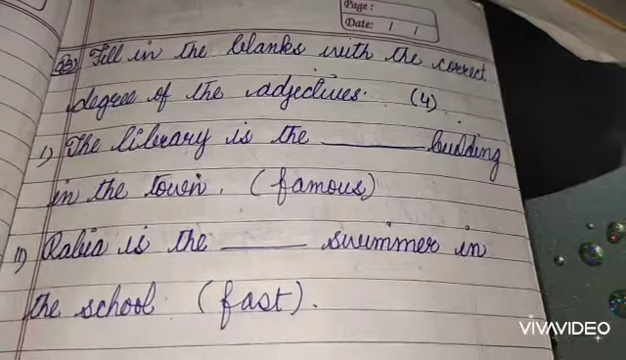 Page:
Date: / /
Q3) Fill in the blanks with the correct
degree of the adjectives. (4)
i) The library is the ________ building
in the town. (famous)
ii) Rabia is the ______ swimmer in
the school. (fast).
VIVAVIDEO